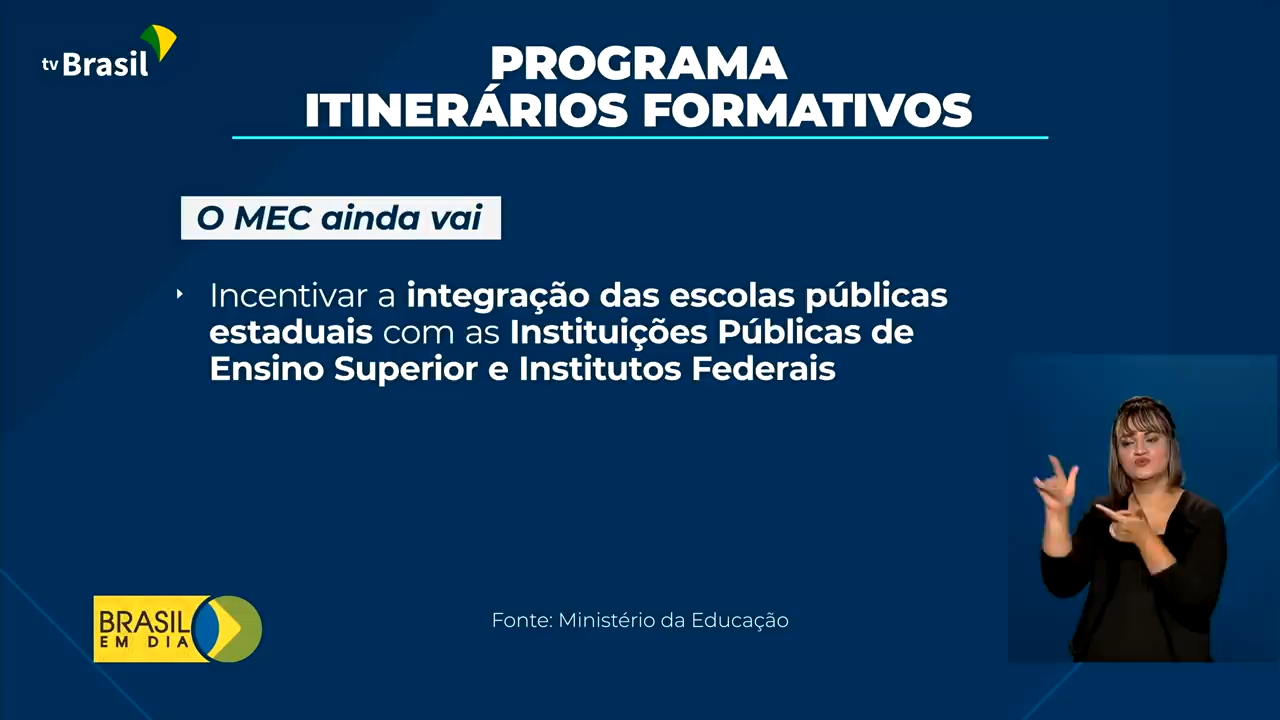 tv Brasil
PROGRAMA
ITINERÁRIOS FORMATIVOS
O MEC ainda vai
Incentivar a integração das escolas públicas
estaduais com as Instituições Públicas de
Ensino Superior e Institutos Federais
BRASIL
EM DIA
Fonte: Ministério da Educação